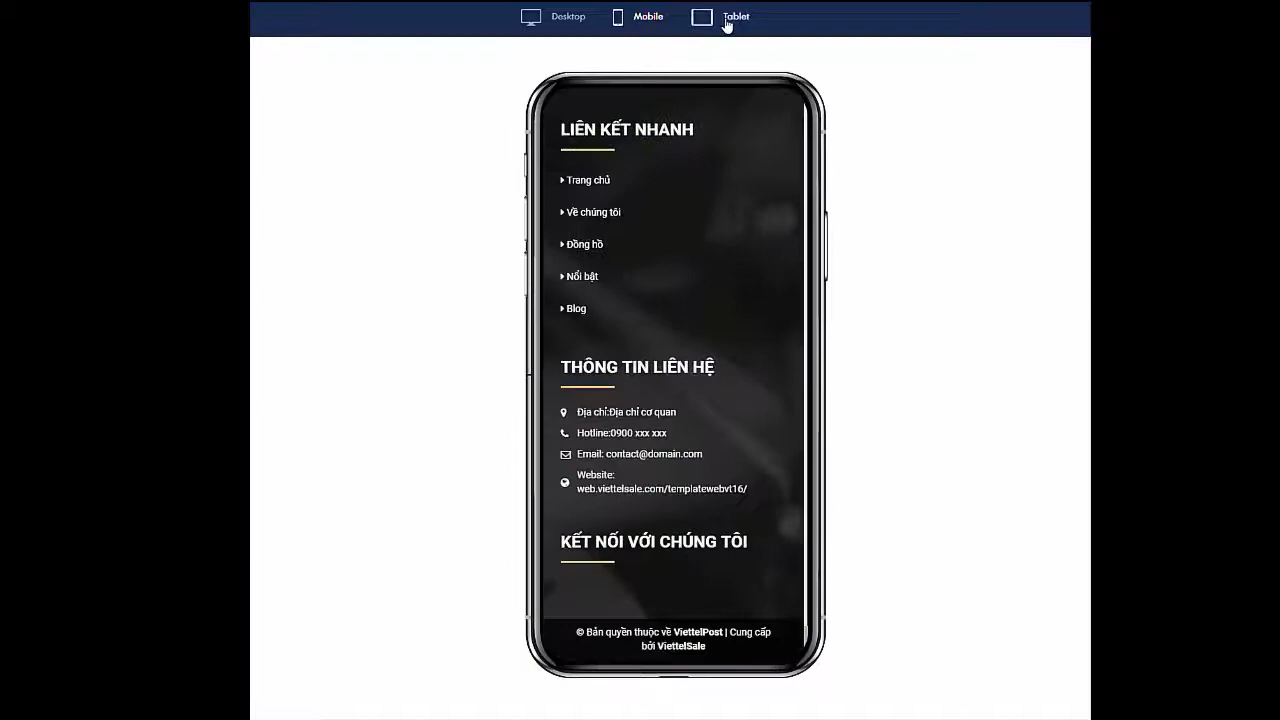 Desktop Mobile Tablet
LIÊN KẾT NHANH
Trang chủ
Về chúng tôi
Đồng hồ
Nổi bật
Blog
THÔNG TIN LIÊN HỆ
Địa chỉ:Địa chỉ cơ quan
Hotline:0900 xxx xxx
Email: contact@domain.com
Website:
web.viettelsale.com/templatewebvt16/
KẾT NỐI VỚI CHÚNG TÔI
© Bản quyền thuộc về ViettelPost | Cung cấp
bởi ViettelSale